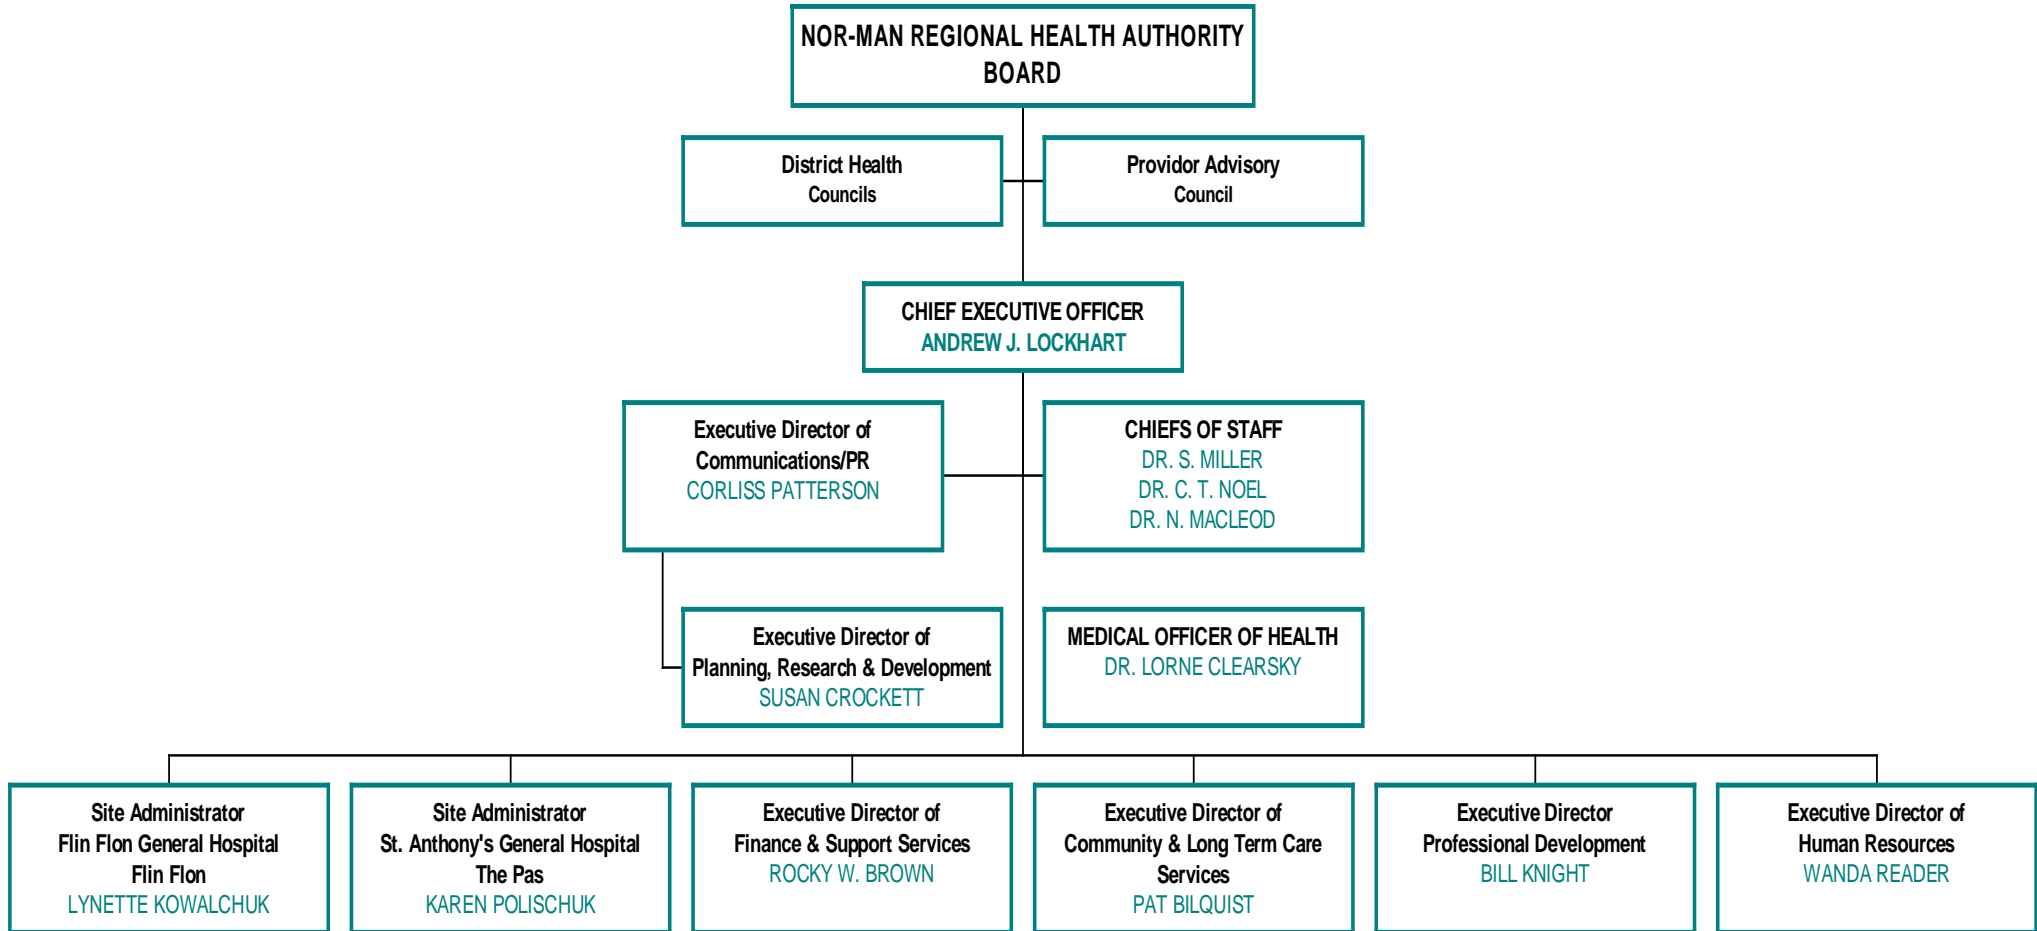 NOR-MAN REGIONAL HEALTH AUTHORITY
BOARD
District Health
Councils
Providor Advisory
Council
CHIEF EXECUTIVE OFFICER
ANDREW J. LOCKHART
Executive Director of
Communications/PR
CORLISS PATTERSON
CHIEFS OF STAFF
DR. S. MILLER
DR. C. T. NOEL
DR. N. MACLEOD
Executive Director of
Planning, Research & Development
SUSAN CROCKETT
MEDICAL OFFICER OF HEALTH
DR. LORNE CLEARSKY
Site Administrator
Flin Flon General Hospital
Flin Flon
LYNETTE KOWALCHUK
Site Administrator
St. Anthony's General Hospital
The Pas
KAREN POLISCHUK
Executive Director of
Finance & Support Services
ROCKY W. BROWN
Executive Director of
Community & Long Term Care
Services
PAT BILQUIST
Executive Director
Professional Development
BILL KNIGHT
Executive Director of
Human Resources
WANDA READER